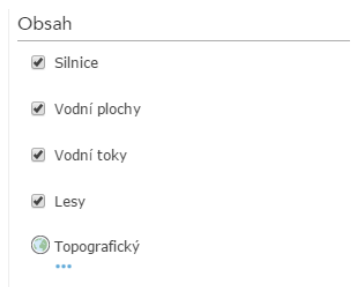 Obsah
Silnice
Vodní plochy
Vodní toky
Lesy
Topografický